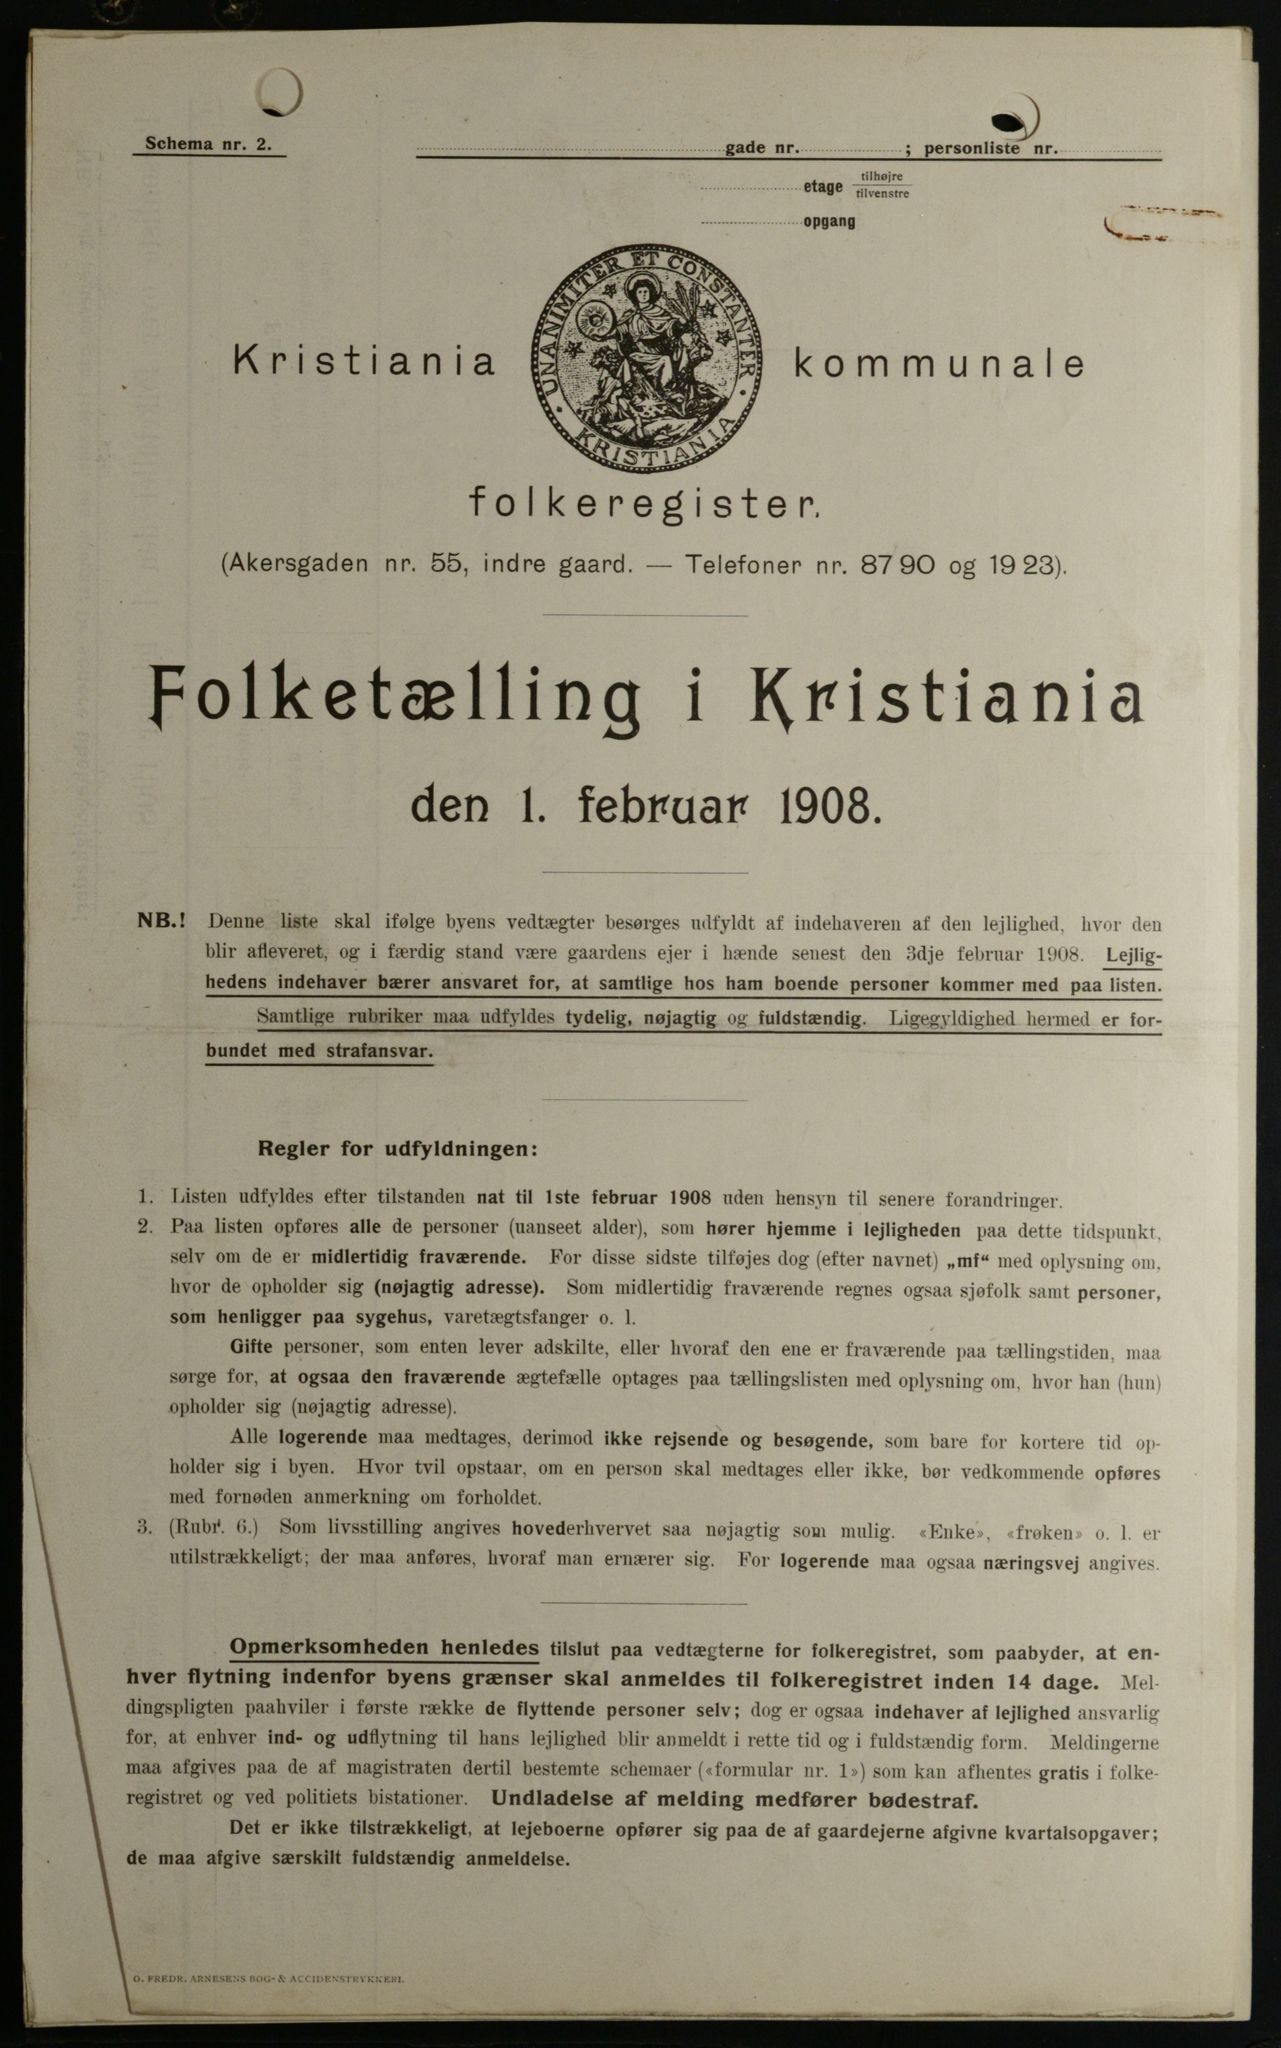 Schema nr. 2.
gade nr. ; personliste nr.
etage tilhøjre
tilvenstre
opgang
UNANIMITER ET CONSTANTER
KRISTIANIA
Kristiania kommunale
folkeregister.
(Akersgaden nr. 55, indre gaard. — Telefoner nr. 87 90 og 19 23).
Folketælling i Kristiania
den 1. februar 1908.
NB.! Denne liste skal ifølge byens vedtægter besørges udfyldt af indehaveren af den lejlighed, hvor den
blir afleveret, og i færdig stand være gaardens ejer i hænde senest den 3dje februar 1908. Lejlig-
hedens indehaver bærer ansvaret for, at samtlige hos ham boende personer kommer med paa listen.
Samtlige rubriker maa udfyldes tydelig, nøjagtig og fuldstændig. Ligegyldighed hermed er for-
bundet med strafansvar.
Regler for udfyldningen:
1. Listen udfyldes efter tilstanden nat til 1ste februar 1908 uden hensyn til senere forandringer.
2. Paa listen opføres alle de personer (uanseet alder), som hører hjemme i lejligheden paa dette tidspunkt,
selv om de er midlertidig fraværende. For disse sidste tilføjes dog (efter navnet) „mf“ med oplysning om,
hvor de opholder sig (nøjagtig adresse). Som midlertidig fraværende regnes ogsaa sjøfolk samt personer,
som henligger paa sygehus, varetægtsfanger o. l.
Gifte personer, som enten lever adskilte, eller hvoraf den ene er fraværende paa tællingstiden, maa
sørge for, at ogsaa den fraværende ægtefælle optages paa tællingslisten med oplysning om, hvor han (hun)
opholder sig (nøjagtig adresse).
Alle logerende maa medtages, derimod ikke rejsende og besøgende, som bare for kortere tid op-
holder sig i byen. Hvor tvil opstaar, om en person skal medtages eller ikke, bør vedkommende opføres
med fornøden anmerkning om forholdet.
3. (Rubr. 6.) Som livsstilling angives hovederhvervet saa nøjagtig som mulig. «Enke», «frøken» o. l. er
utilstrækkeligt; der maa anføres, hvoraf man ernærer sig. For logerende maa ogsaa næringsvej angives.
Opmerksomheden henledes tilslut paa vedtægterne for folkeregistret, som paabyder, at en-
hver flytning indenfor byens grænser skal anmeldes til folkeregistret inden 14 dage. Mel-
dingspligten paahviler i første række de flyttende personer selv; dog er ogsaa indehaver af lejlighed ansvarlig
for, at enhver ind- og udflytning til hans lejlighed blir anmeldt i rette tid og i fuldstændig form. Meldingerne
maa afgives paa de af magistraten dertil bestemte schemaer («formular nr. 1») som kan afhentes gratis i folke-
registret og ved politiets bistationer. Undladelse af melding medfører bødestraf.
Det er ikke tilstrækkeligt, at lejeboerne opfører sig paa de af gaardejerne afgivne kvartalsopgaver;
de maa afgive særskilt fuldstændig anmeldelse.
O. FREDR. ARNESENS BOG- & ACCIDENSTRYKKERI.